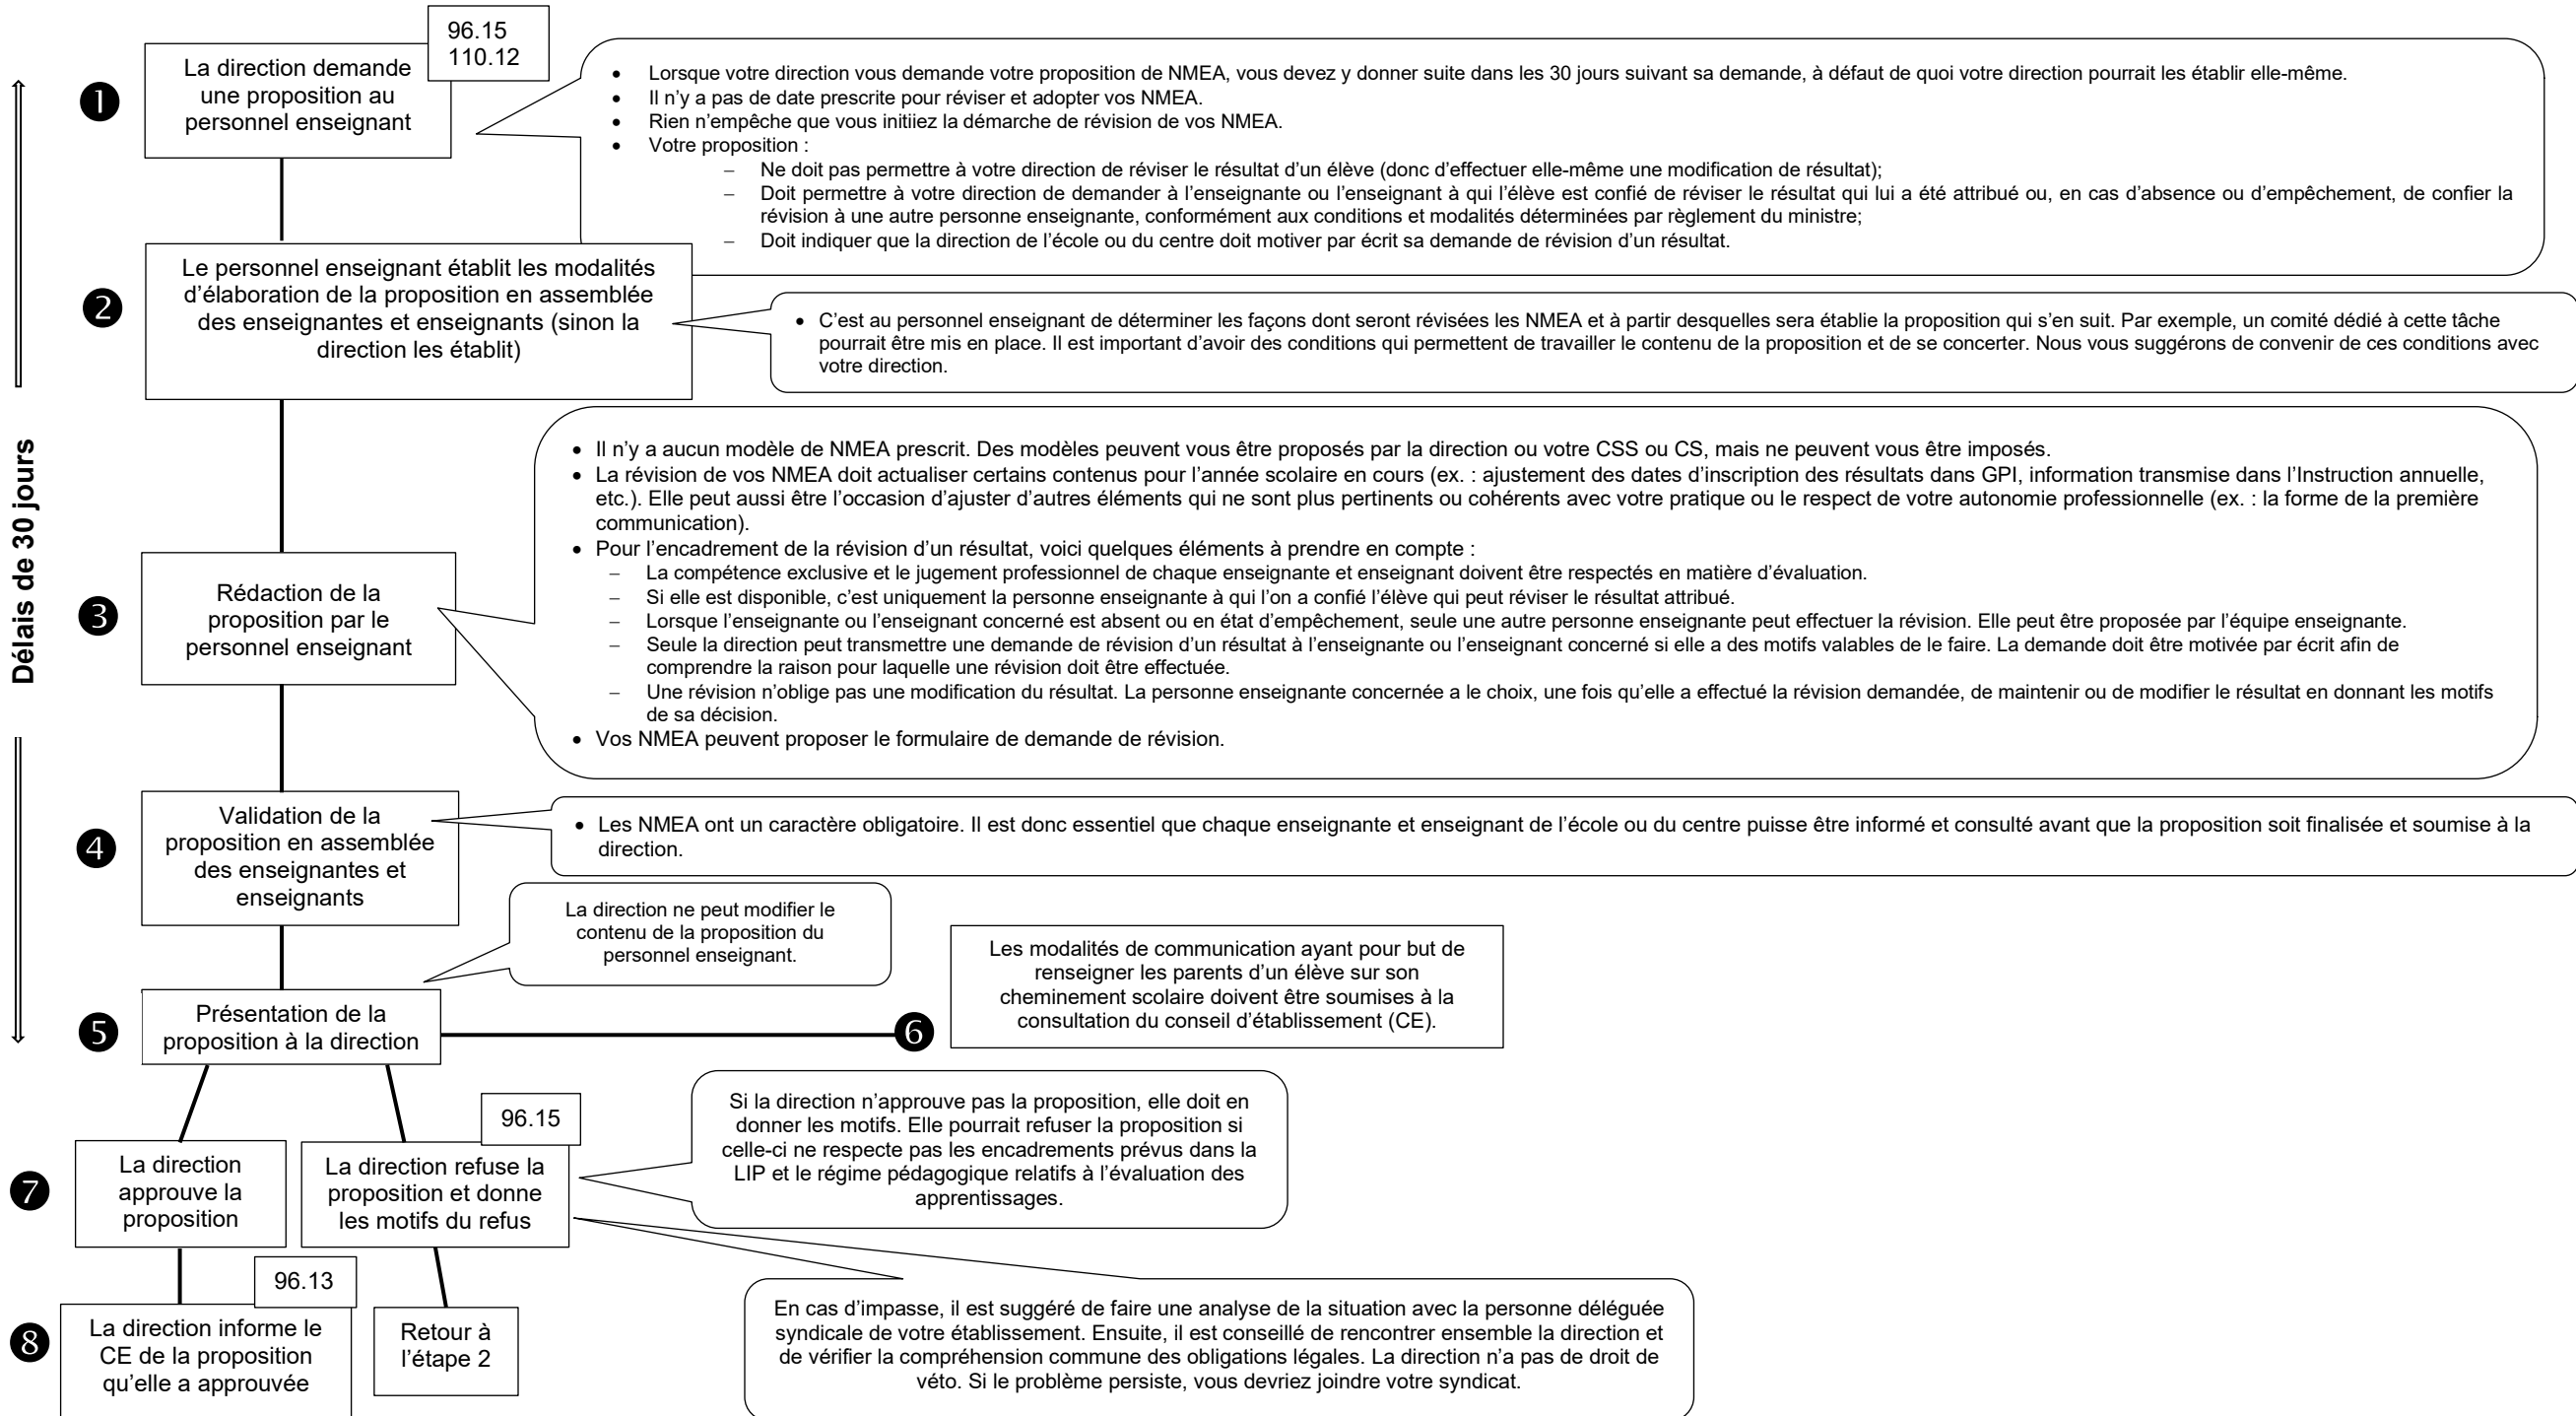 96.15
110.12
❶
La direction demande
une proposition au
personnel enseignant
• Lorsque votre direction vous demande votre proposition de NMEA, vous devez y donner suite dans les 30 jours suivant sa demande, à défaut de quoi votre direction pourrait les établir elle-même.
• Il n’y a pas de date prescrite pour réviser et adopter vos NMEA.
• Rien n’empêche que vous initiiez la démarche de révision de vos NMEA.
• Votre proposition :
– Ne doit pas permettre à votre direction de réviser le résultat d’un élève (donc d’effectuer elle-même une modification de résultat);
– Doit permettre à votre direction de demander à l’enseignante ou l’enseignant à qui l’élève est confié de réviser le résultat qui lui a été attribué ou, en cas d’absence ou d’empêchement, de confier la
révision à une autre personne enseignante, conformément aux conditions et modalités déterminées par règlement du ministre;
– Doit indiquer que la direction de l’école ou du centre doit motiver par écrit sa demande de révision d’un résultat.
❷
Le personnel enseignant établit les modalités
d’élaboration de la proposition en assemblée
des enseignantes et enseignants (sinon la
direction les établit)
• C’est au personnel enseignant de déterminer les façons dont seront révisées les NMEA et à partir desquelles sera établie la proposition qui s’en suit. Par exemple, un comité dédié à cette tâche
pourrait être mis en place. Il est important d’avoir des conditions qui permettent de travailler le contenu de la proposition et de se concerter. Nous vous suggérons de convenir de ces conditions avec
votre direction.
Délais de 30 jours
❸
Rédaction de la
proposition par le
personnel enseignant
• Il n’y a aucun modèle de NMEA prescrit. Des modèles peuvent vous être proposés par la direction ou votre CSS ou CS, mais ne peuvent vous être imposés.
• La révision de vos NMEA doit actualiser certains contenus pour l’année scolaire en cours (ex. : ajustement des dates d’inscription des résultats dans GPI, information transmise dans l’Instruction annuelle,
etc.). Elle peut aussi être l’occasion d’ajuster d’autres éléments qui ne sont plus pertinents ou cohérents avec votre pratique ou le respect de votre autonomie professionnelle (ex. : la forme de la première
communication).
• Pour l’encadrement de la révision d’un résultat, voici quelques éléments à prendre en compte :
– La compétence exclusive et le jugement professionnel de chaque enseignante et enseignant doivent être respectés en matière d’évaluation.
– Si elle est disponible, c’est uniquement la personne enseignante à qui l’on a confié l’élève qui peut réviser le résultat attribué.
– Lorsque l’enseignante ou l’enseignant concerné est absent ou en état d’empêchement, seule une autre personne enseignante peut effectuer la révision. Elle peut être proposée par l’équipe enseignante.
– Seule la direction peut transmettre une demande de révision d’un résultat à l’enseignante ou l’enseignant concerné si elle a des motifs valables de le faire. La demande doit être motivée par écrit afin de
comprendre la raison pour laquelle une révision doit être effectuée.
– Une révision n’oblige pas une modification du résultat. La personne enseignante concernée a le choix, une fois qu’elle a effectué la révision demandée, de maintenir ou de modifier le résultat en donnant les motifs
de sa décision.
• Vos NMEA peuvent proposer le formulaire de demande de révision.
❹
Validation de la
proposition en assemblée
des enseignantes et
enseignants
• Les NMEA ont un caractère obligatoire. Il est donc essentiel que chaque enseignante et enseignant de l’école ou du centre puisse être informé et consulté avant que la proposition soit finalisée et soumise à la
direction.
La direction ne peut modifier le
contenu de la proposition du
personnel enseignant.
❺
Présentation de la
proposition à la direction
❻
Les modalités de communication ayant pour but de
renseigner les parents d’un élève sur son
cheminement scolaire doivent être soumises à la
consultation du conseil d’établissement (CE).
❼
La direction
approuve la
proposition
96.15
La direction refuse la
proposition et donne
les motifs du refus
Si la direction n’approuve pas la proposition, elle doit en
donner les motifs. Elle pourrait refuser la proposition si
celle-ci ne respecte pas les encadrements prévus dans la
LIP et le régime pédagogique relatifs à l’évaluation des
apprentissages.
96.13
❽
La direction informe le
CE de la proposition
qu’elle a approuvée
Retour à
l’étape 2
En cas d’impasse, il est suggéré de faire une analyse de la situation avec la personne déléguée
syndicale de votre établissement. Ensuite, il est conseillé de rencontrer ensemble la direction et
de vérifier la compréhension commune des obligations légales. La direction n’a pas de droit de
véto. Si le problème persiste, vous devriez joindre votre syndicat.